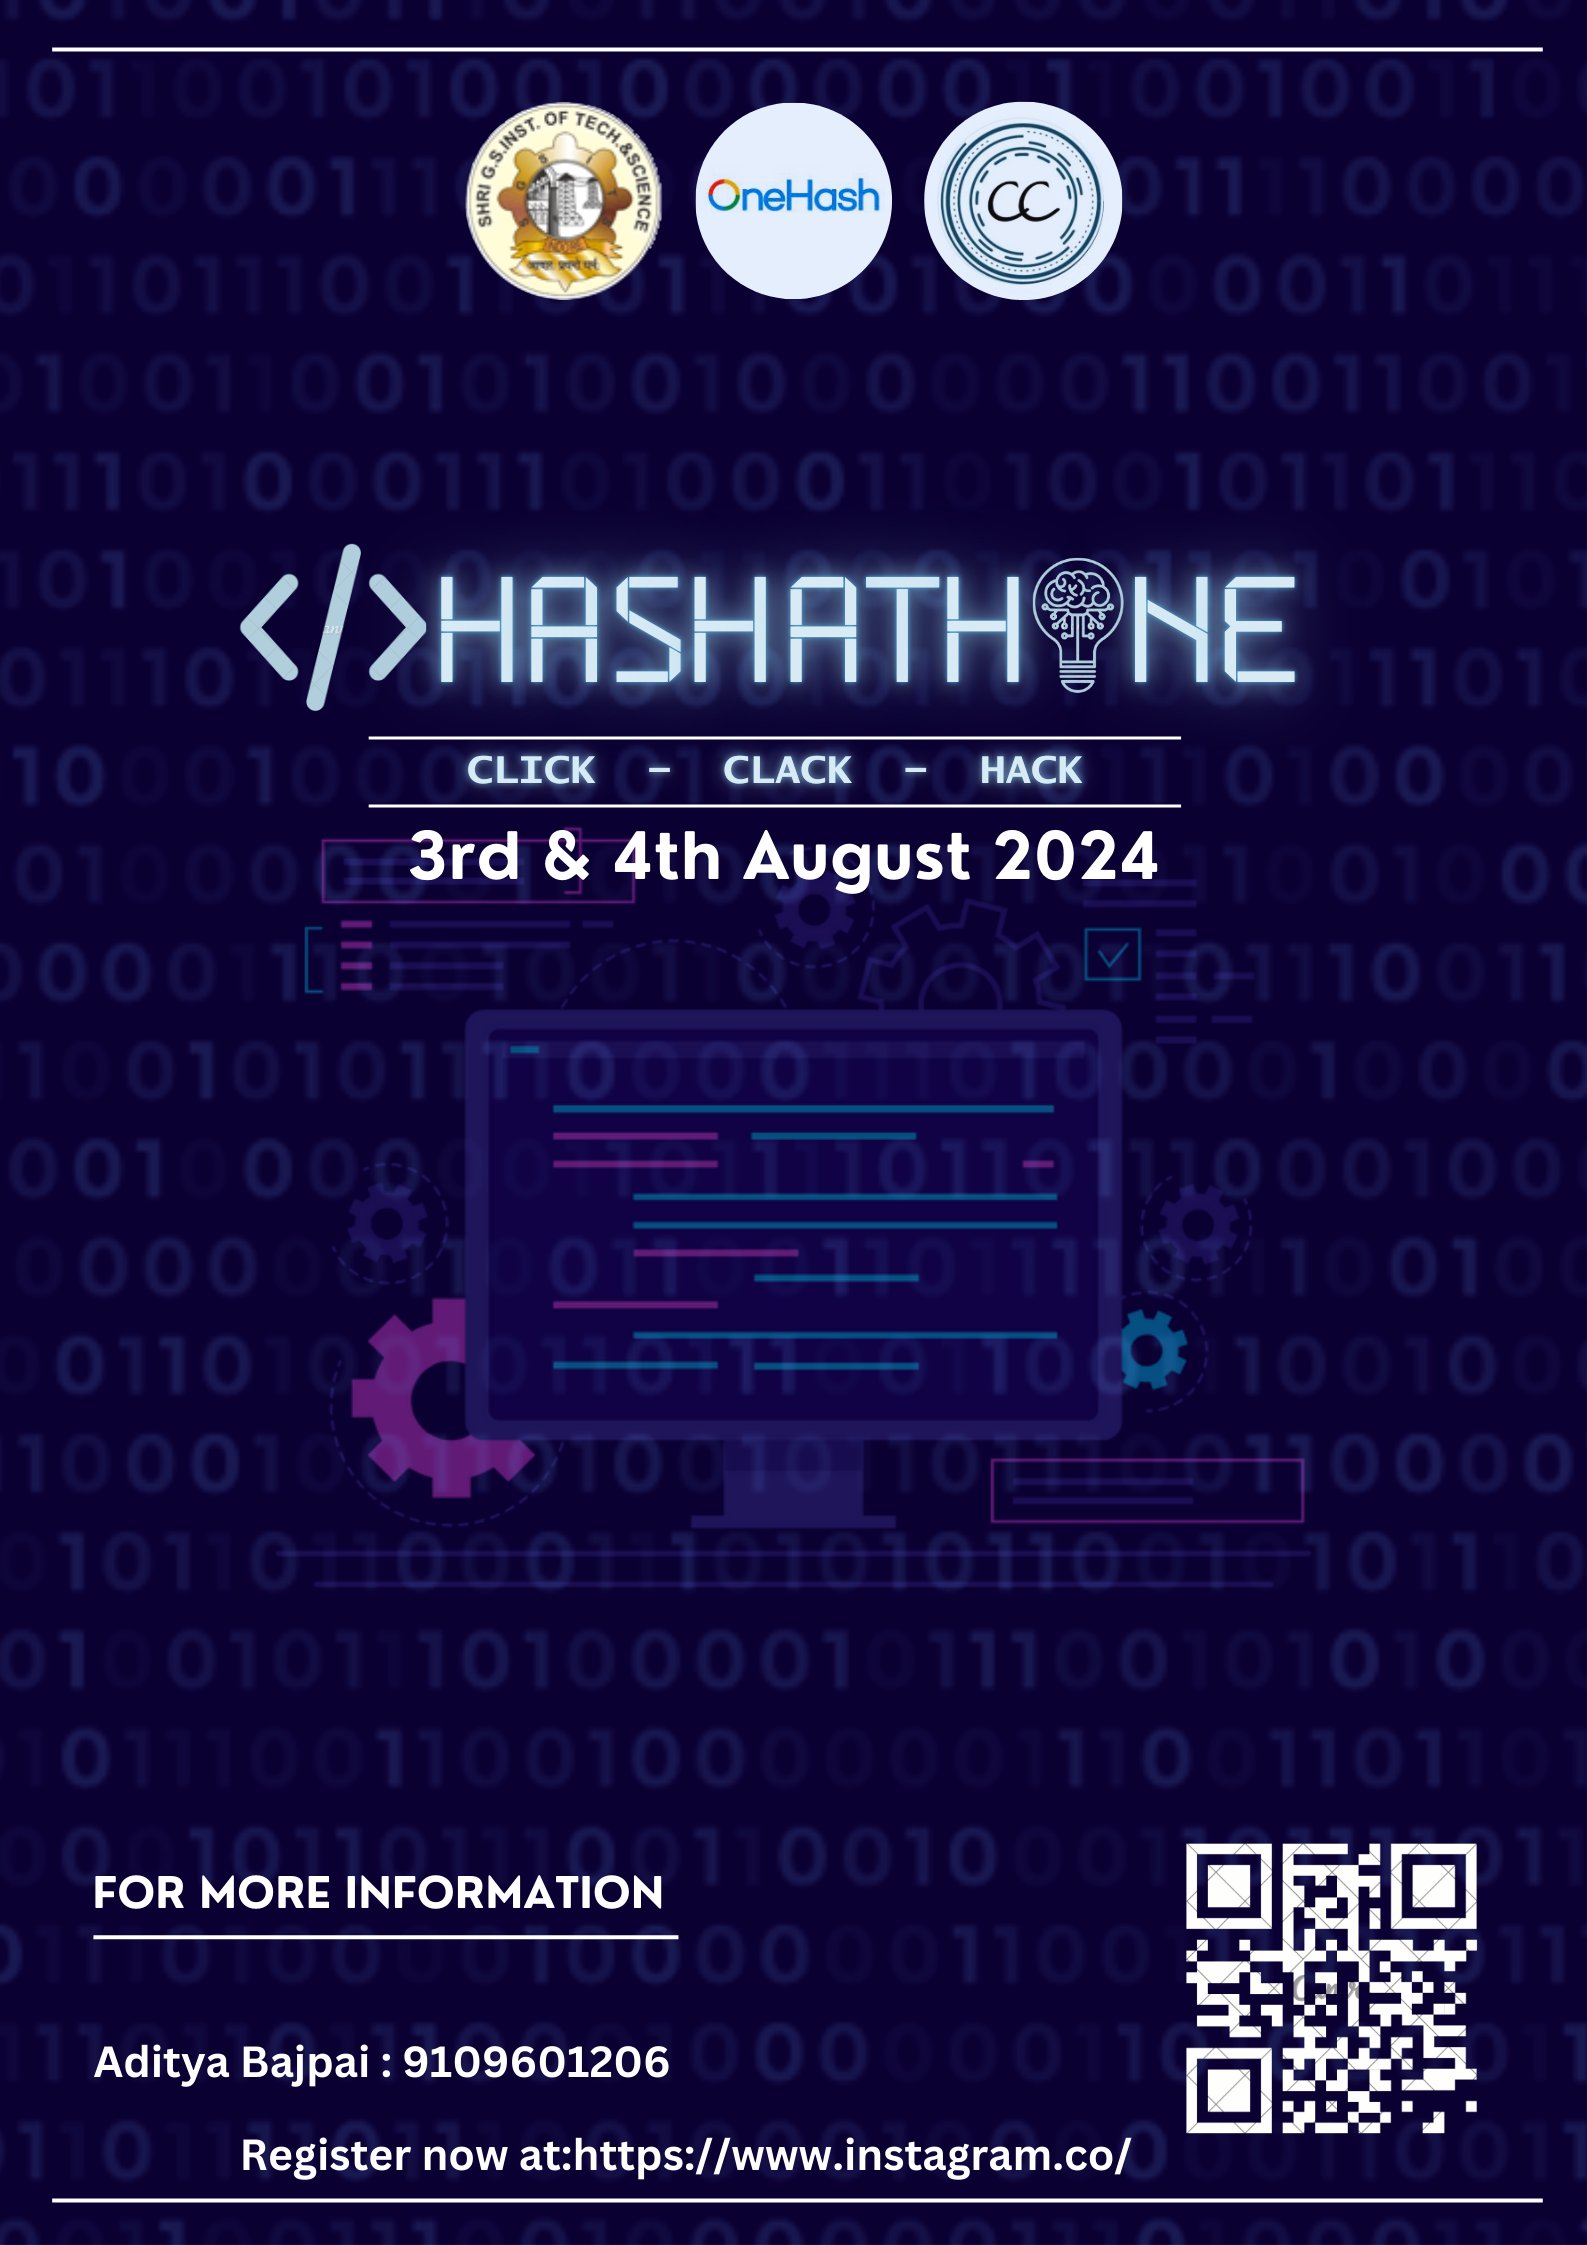 SHRI G.S.INST. OF TECH.&SCIENCE
INDORE
OneHash
CC
</>HASHATHONE
CLICK - CLACK - HACK
3rd & 4th August 2024
FOR MORE INFORMATION
Aditya Bajpai : 9109601206
Register now at:https://www.instagram.co/